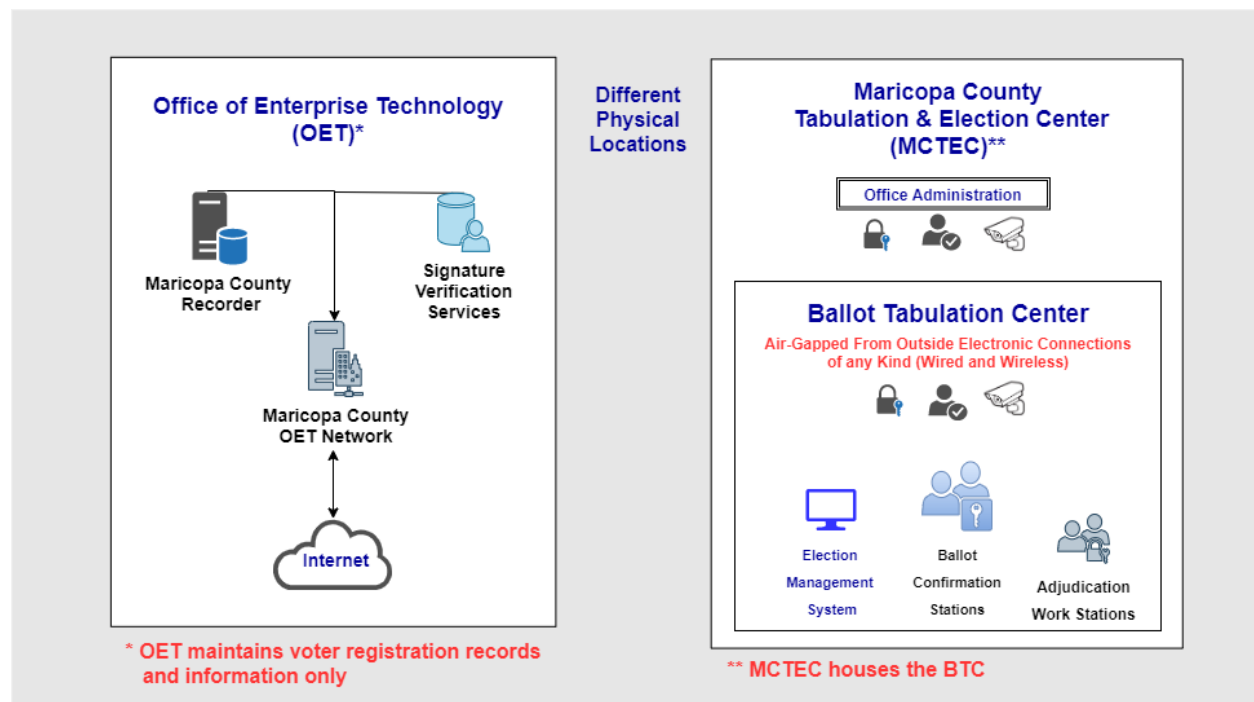 Office of Enterprise Technology
(OET)*
Maricopa County
Recorder
Signature
Verification
Services
Maricopa County
OET Network
Internet
* OET maintains voter registration records
and information only
Different
Physical
Locations
Maricopa County
Tabulation & Election Center
(MCTEC)**
Office Administration
Ballot Tabulation Center
Air-Gapped From Outside Electronic Connections
of any Kind (Wired and Wireless)
Election
Management
System
Ballot
Confirmation
Stations
Adjudication
Work Stations
** MCTEC houses the BTC